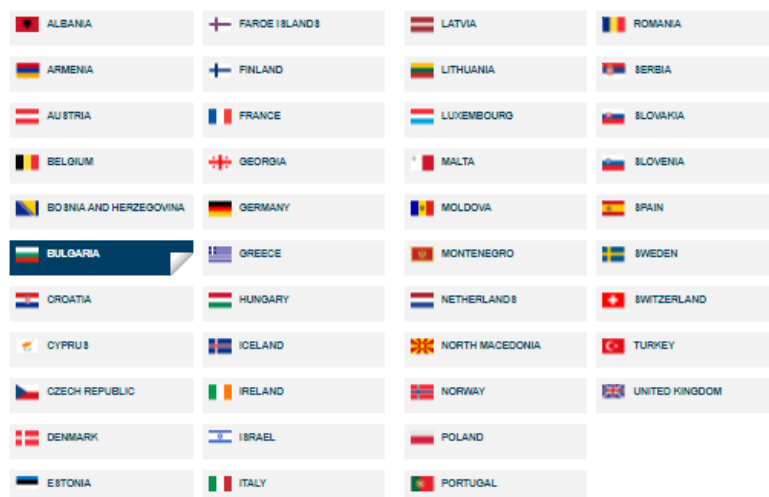 ALBANIA
ARMENIA
AUSTRIA
BELGIUM
BOSNIA AND HERZEGOVINA
BULGARIA
CROATIA
CYPRUS
CZECH REPUBLIC
DENMARK
ESTONIA
FAROE ISLANDS
FINLAND
FRANCE
GEORGIA
GERMANY
GREECE
HUNGARY
ICELAND
IRELAND
ISRAEL
ITALY
LATVIA
LITHUANIA
LUXEMBOURG
MALTA
MOLDOVA
MONTENEGRO
NETHERLANDS
NORTH MACEDONIA
NORWAY
POLAND
PORTUGAL
ROMANIA
SERBIA
SLOVAKIA
SLOVENIA
SPAIN
SWEDEN
SWITZERLAND
TURKEY
UNITED KINGDOM